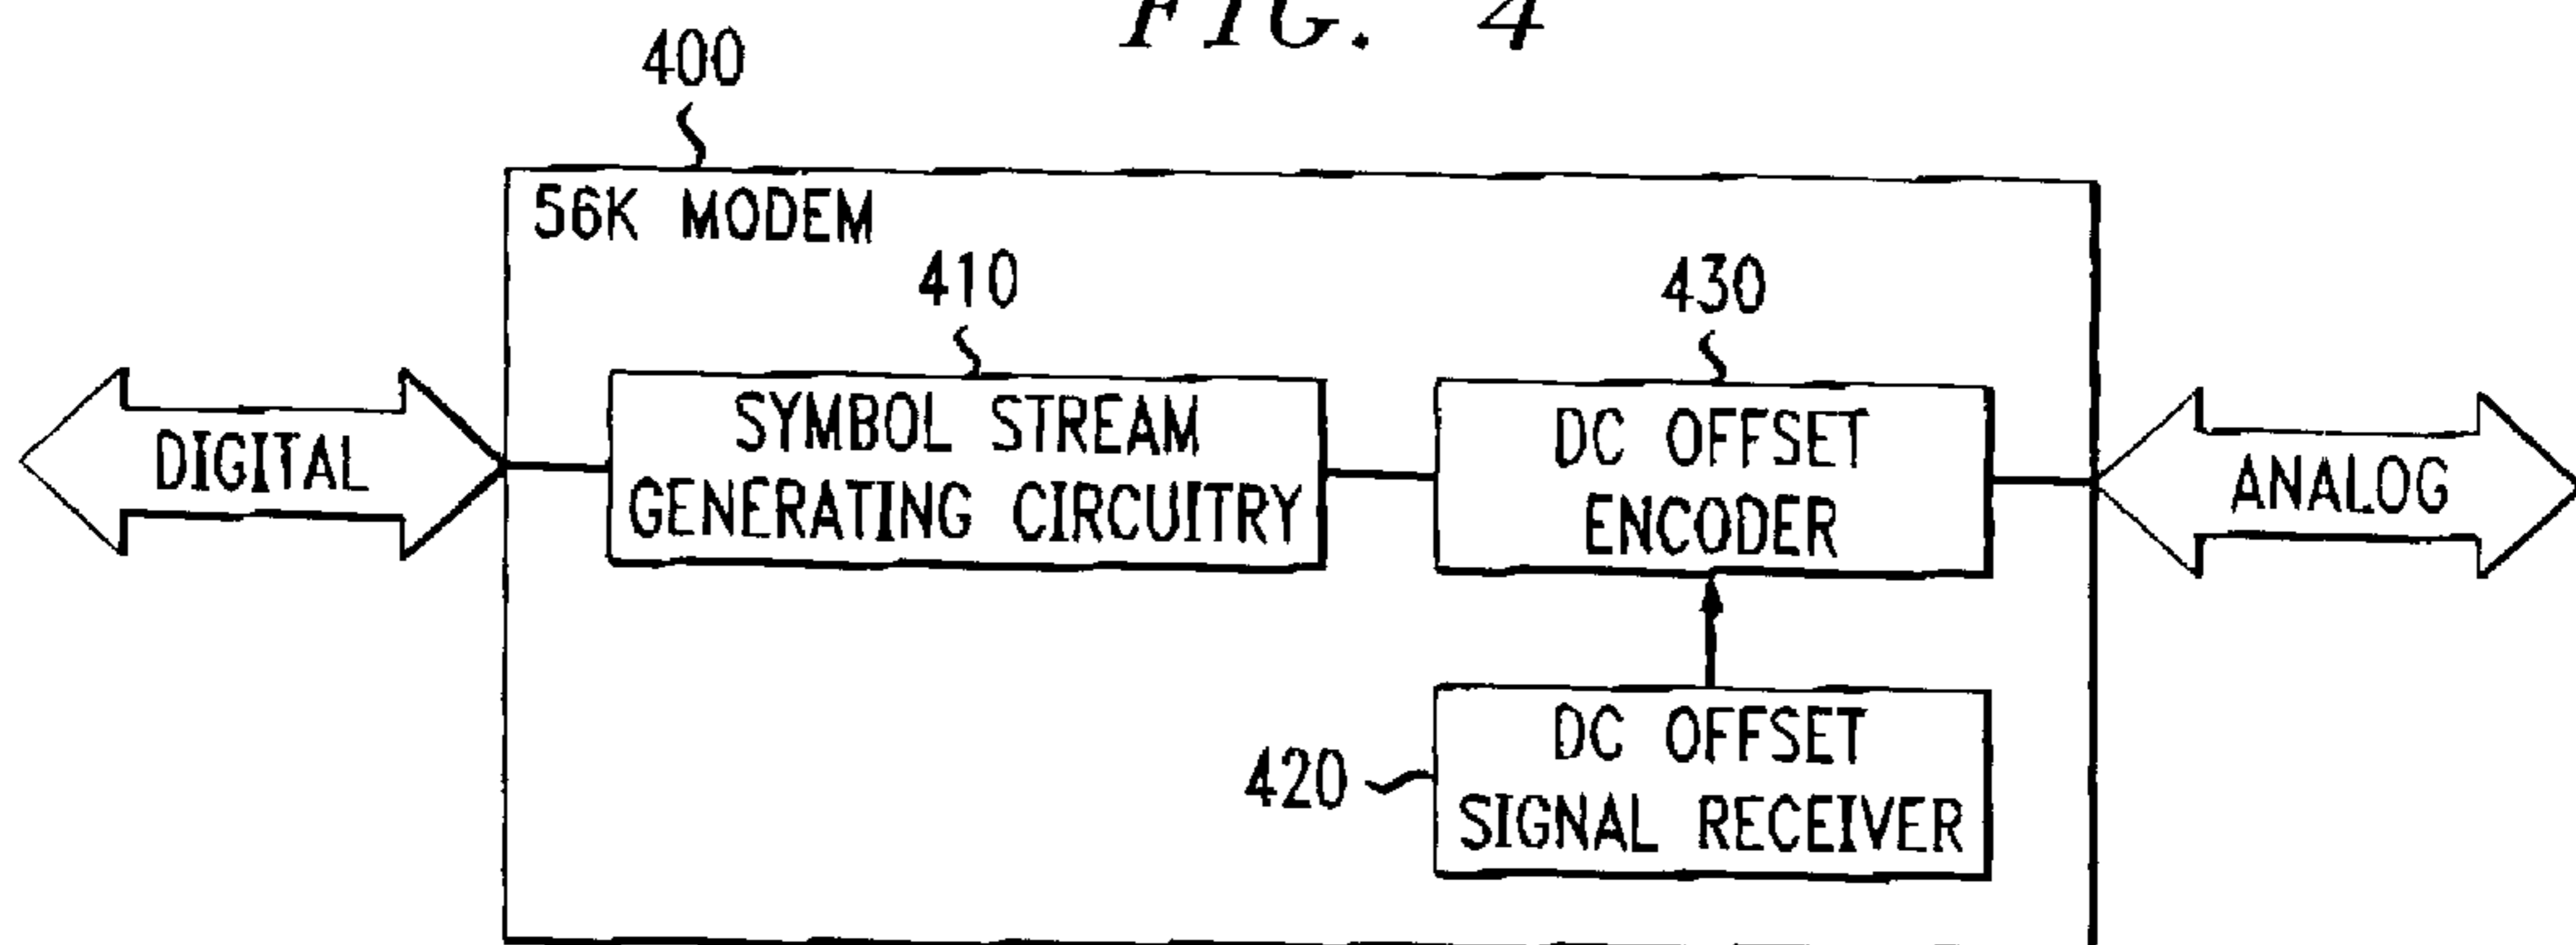 FIG. 4
400
56K MODEM
410
430
SYMBOL STREAM
GENERATING CIRCUITRY
DC OFFSET
ENCODER
DIGITAL
ANALOG
420
DC OFFSET
SIGNAL RECEIVER